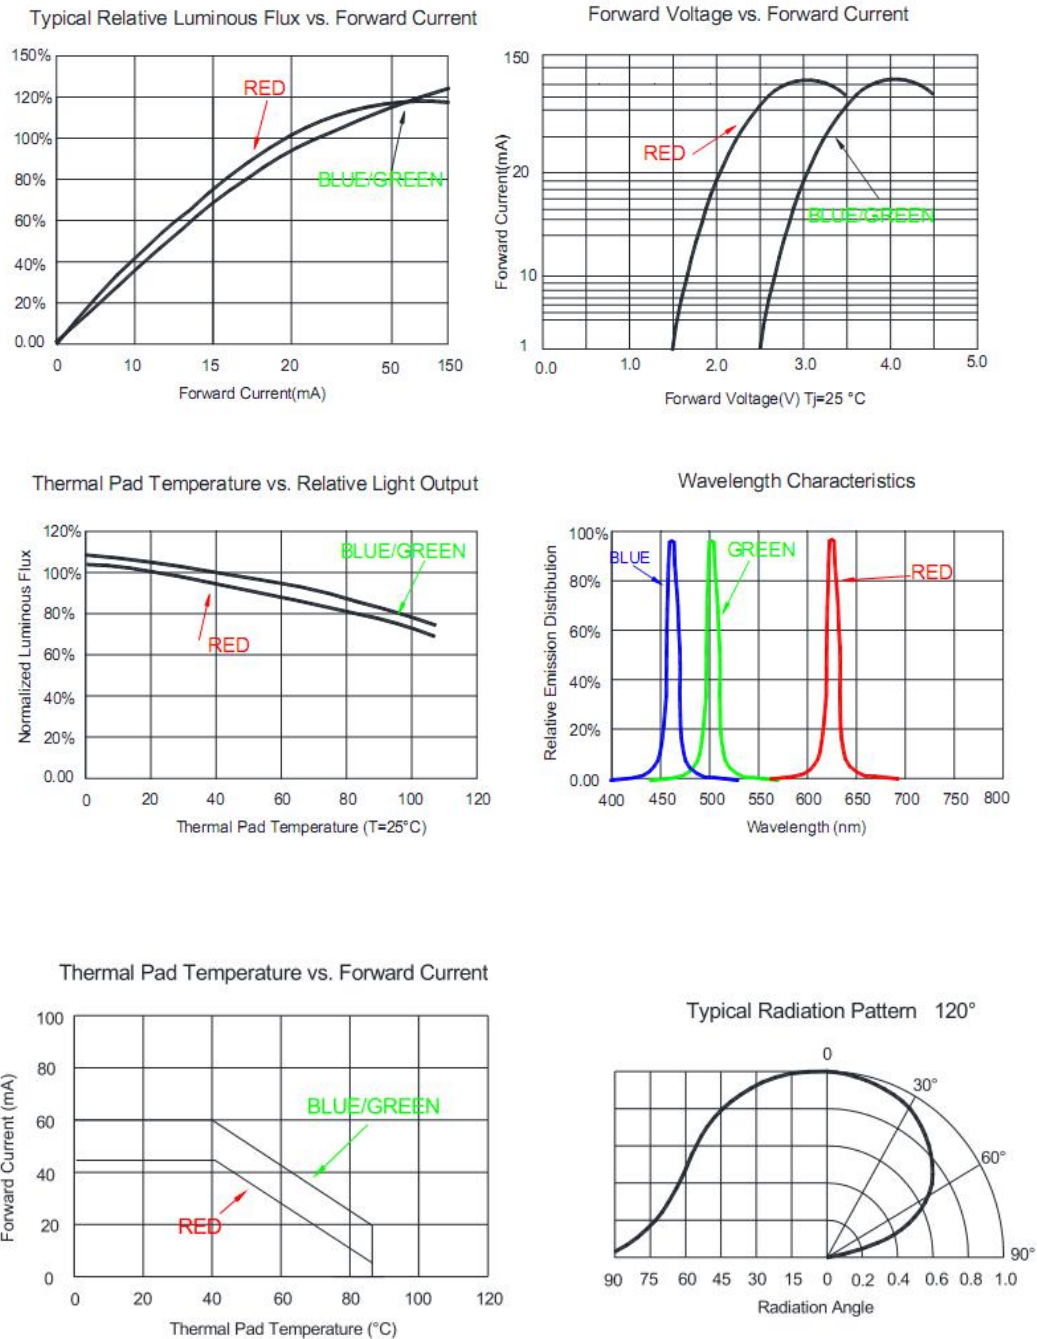 Typical Relative Luminous Flux vs. Forward Current
150%
120%
100%
80%
60%
40%
20%
0.00
RED
BLUE/GREEN
0 10 15 20 50 150
Forward Current(mA)
Forward Voltage vs. Forward Current
Forward Current(mA)
150
20
10
1
RED
BLUE/GREEN
0.0 1.0 2.0 3.0 4.0 5.0
Forward Voltage(V) Tj=25 °C
Thermal Pad Temperature vs. Relative Light Output
Normalized Luminous Flux
120%
100%
80%
60%
40%
20%
0.00
BLUE/GREEN
RED
0 20 40 60 80 100 120
Thermal Pad Temperature (T=25°C)
Wavelength Characteristics
Relative Emission Distribution
100%
80%
60%
40%
20%
0.00
BLUE
GREEN
RED
400 450 500 550 600 650 700 750 800
Wavelength (nm)
Thermal Pad Temperature vs. Forward Current
Forward Current (mA)
100
80
60
40
20
0
BLUE/GREEN
RED
0 20 40 60 80 100 120
Thermal Pad Temperature (°C)
Typical Radiation Pattern 120°
0
30°
60°
90°
90 75 60 45 30 15 0 0.2 0.4 0.6 0.8 1.0
Radiation Angle